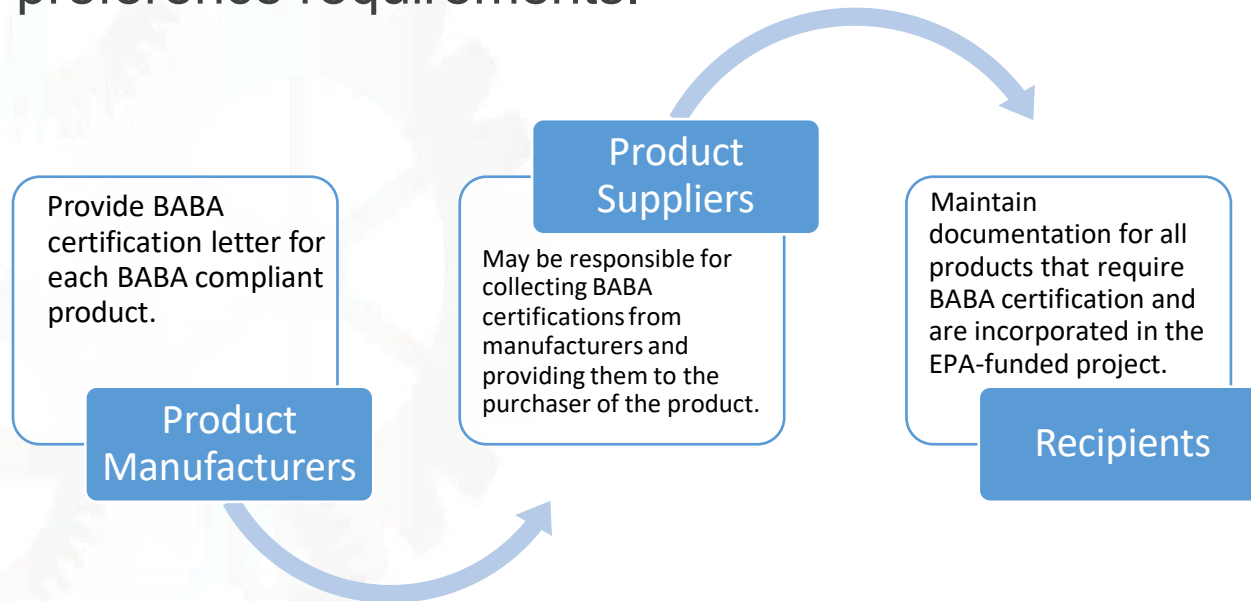 preference requirements.
Provide BABA
certification letter for
each BABA compliant
product.
Product
Manufacturers
Product
Suppliers
May be responsible for
collecting BABA
certifications from
manufacturers and
providing them to the
purchaser of the product.
Maintain
documentation for all
products that require
BABA certification and
are incorporated in the
EPA-funded project.
Recipients